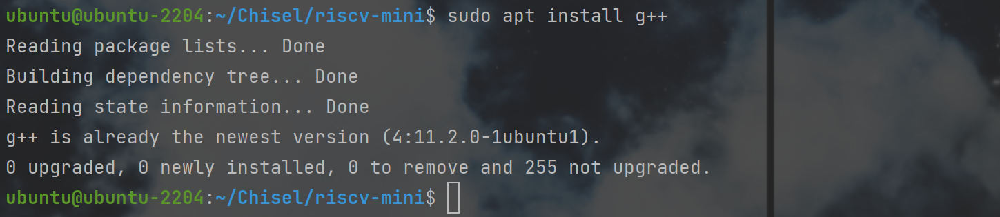 ubuntu@ubuntu-2204:~/Chisel/riscv-mini$ sudo apt install g++
Reading package lists... Done
Building dependency tree... Done
Reading state information... Done
g++ is already the newest version (4:11.2.0-1ubuntu1).
0 upgraded, 0 newly installed, 0 to remove and 255 not upgraded.
ubuntu@ubuntu-2204:~/Chisel/riscv-mini$